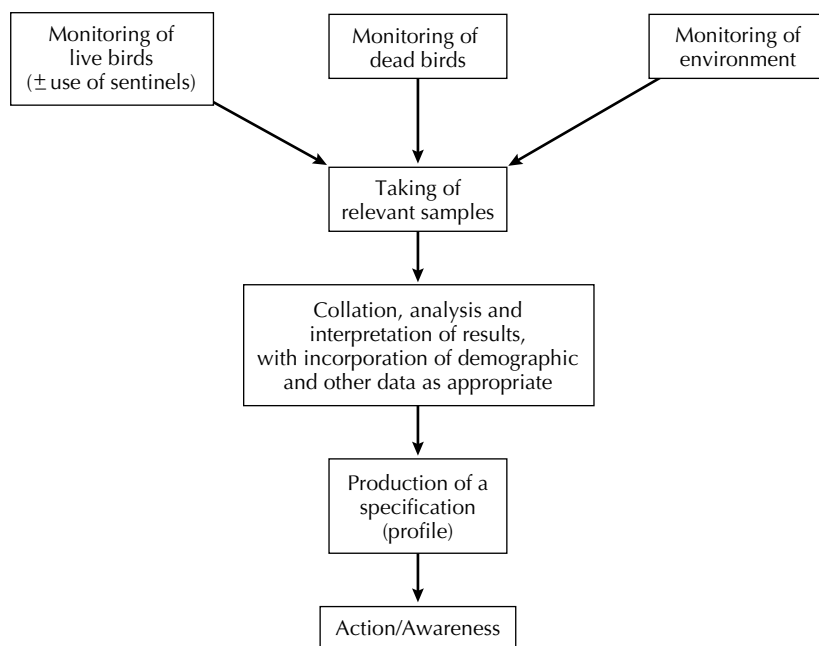 Monitoring of
live birds
(± use of sentinels)
Monitoring of
dead birds
Monitoring of
environment
Taking of
relevant samples
Collation, analysis and
interpretation of results,
with incorporation of demographic
and other data as appropriate
Production of a
specification
(profile)
Action/Awareness